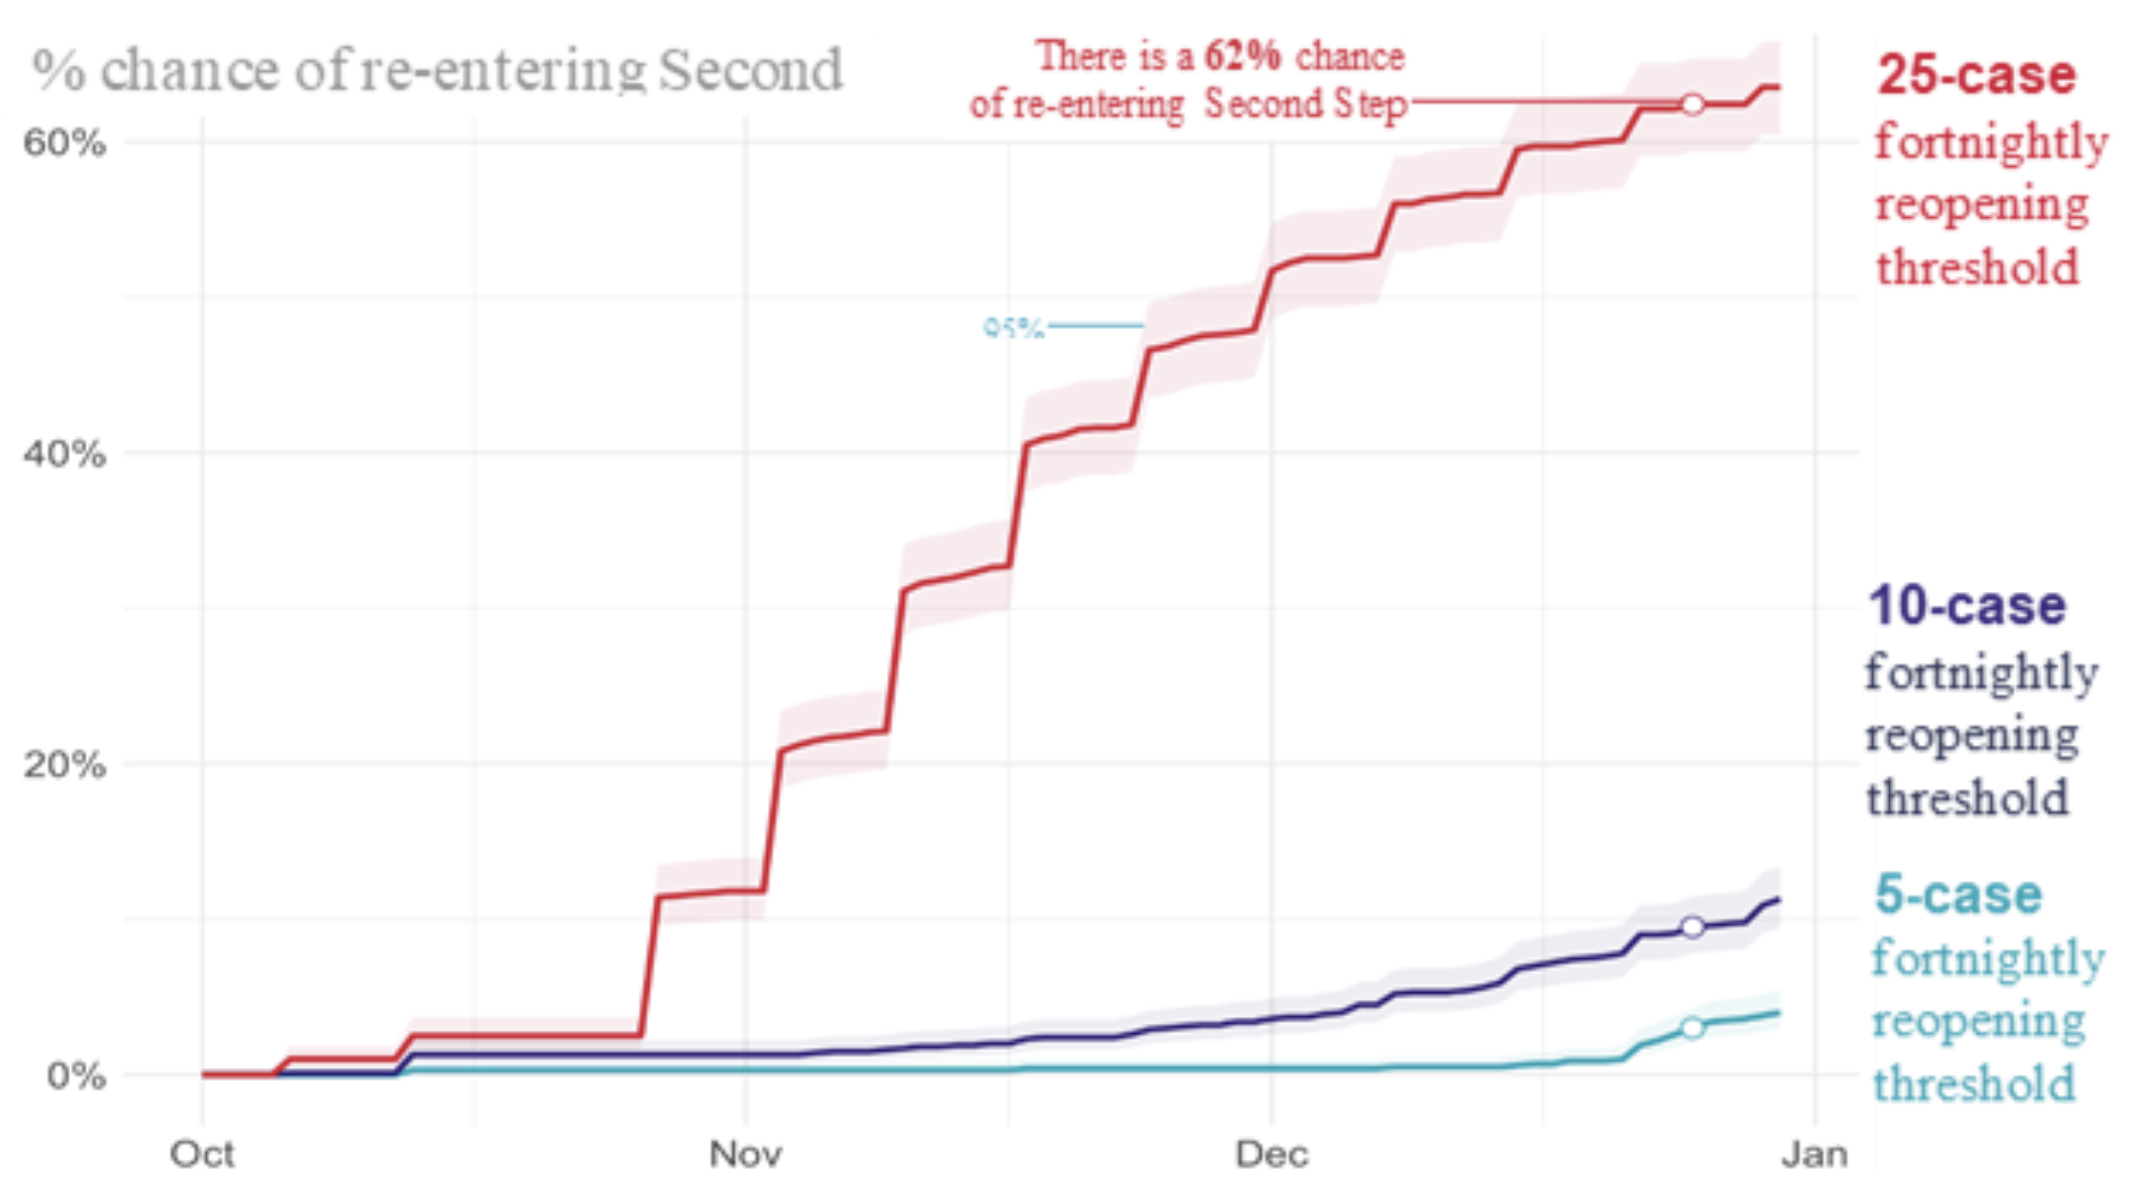 % chance of re-entering Second
There is a 62% chance
of re-entering Second Step
25-case
fortnightly
reopening
threshold
60%
95%
40%
10-case
fortnightly
reopening
threshold
20%
5-case
fortnightly
reopening
threshold
0%
Oct Nov Dec Jan